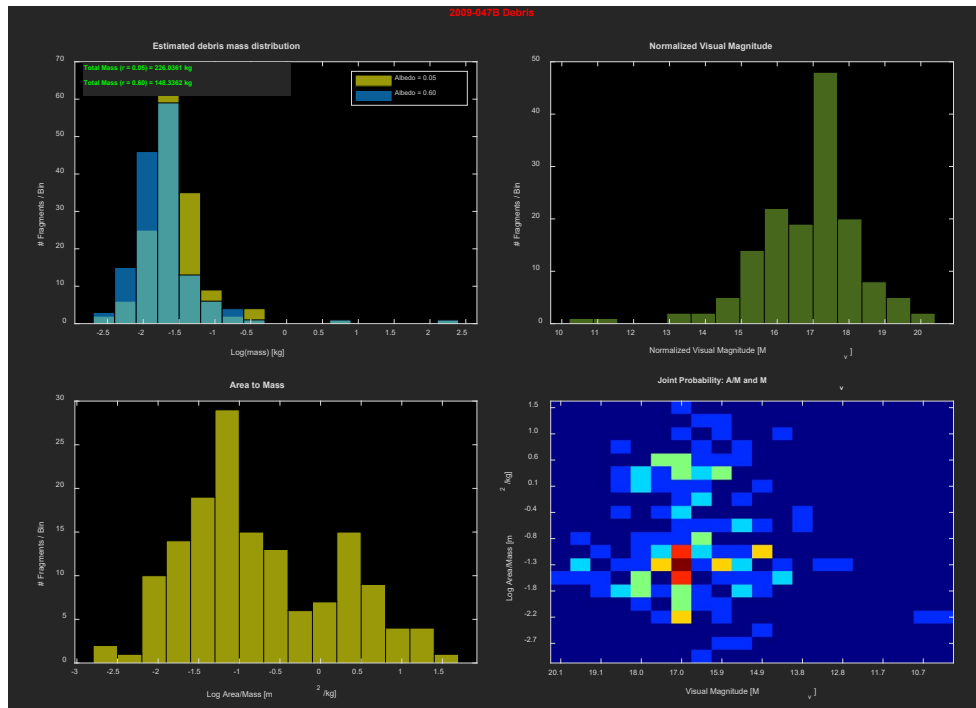 2009-047B Debris
Estimated debris mass distribution
Total Mass (r = 0.05) = 226.0361 kg
Total Mass (r = 0.60) = 148.3362 kg
Albedo = 0.05
Albedo = 0.60
70
60
50
40
30
20
10
0
# Fragments / Bin
-2.5 -2 -1.5 -1 -0.5 0 0.5 1 1.5 2 2.5
Log(mass) [kg]
Normalized Visual Magnitude
50
40
30
20
10
0
# Fragments / Bin
10 11 12 13 14 15 16 17 18 19 20
Normalized Visual Magnitude [M v ]
Area to Mass
30
25
20
15
10
5
0
# Fragments / Bin
-3 -2.5 -2 -1.5 -1 -0.5 0 0.5 1 1.5
Log Area/Mass [m 2 /kg]
Joint Probability: A/M and M v
1.5
1.0
0.6
0.1
-0.4
-0.8
-1.3
-1.8
-2.2
-2.7
Log Area/Mass [m 2 /kg]
20.1 19.1 18.0 17.0 15.9 14.9 13.8 12.8 11.7 10.7
Visual Magnitude [M v ]